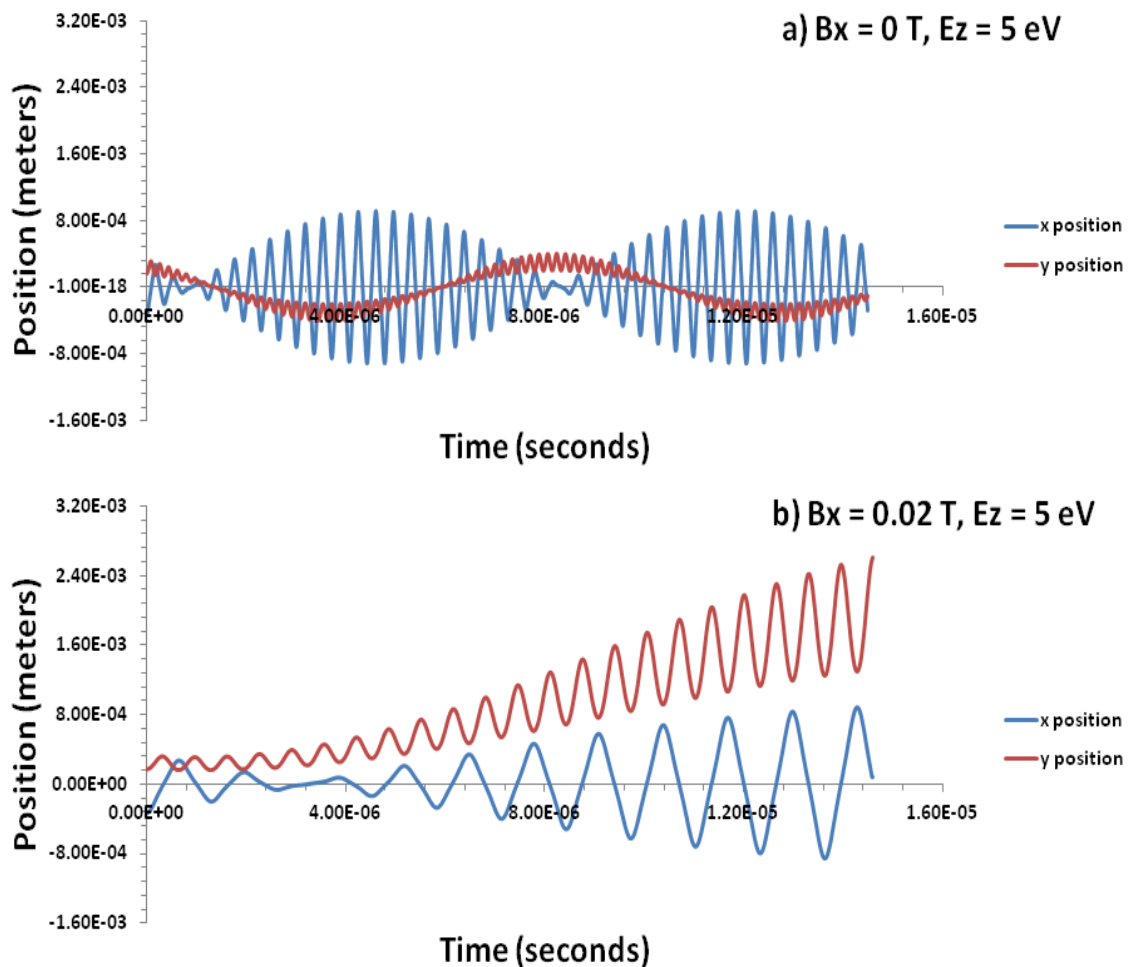 a) Bx = 0 T, Ez = 5 eV
3.20E-03
2.40E-03
1.60E-03
8.00E-04
-1.00E-18
-8.00E-04
-1.60E-03
Position (meters)
0.00E+00 4.00E-06 8.00E-06 1.20E-05 1.60E-05
x position
y position
Time (seconds)
b) Bx = 0.02 T, Ez = 5 eV
3.20E-03
2.40E-03
1.60E-03
8.00E-04
0.00E+00
-8.00E-04
-1.60E-03
Position (meters)
0.00E+00 4.00E-06 8.00E-06 1.20E-05 1.60E-05
x position
y position
Time (seconds)